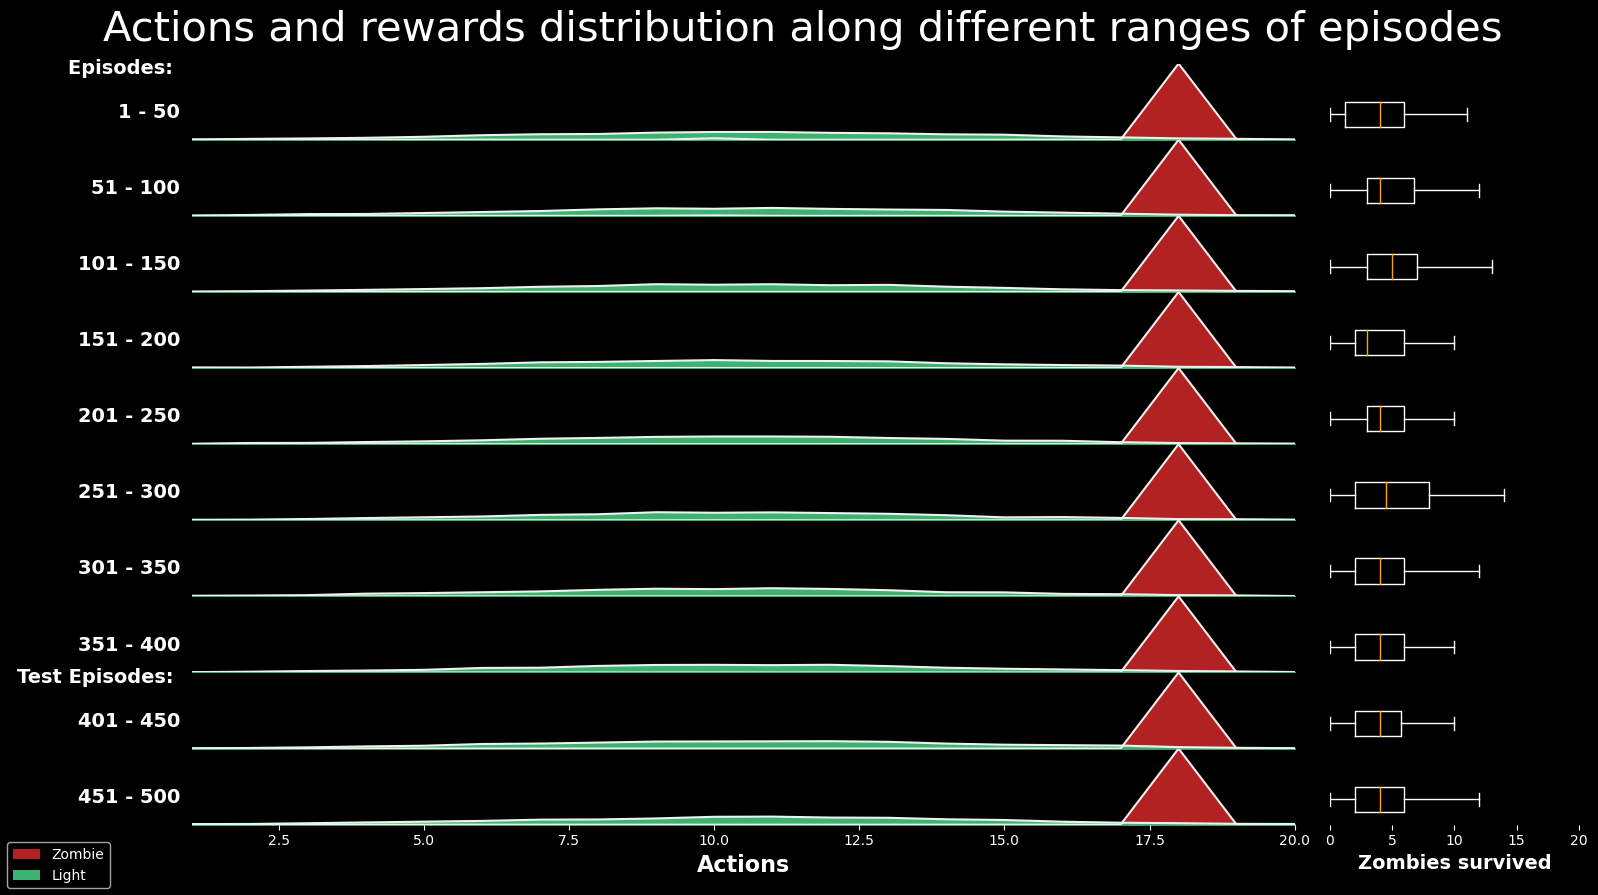 Actions and rewards distribution along different ranges of episodes
Episodes:
1 - 50
51 - 100
101 - 150
151 - 200
201 - 250
251 - 300
301 - 350
351 - 400
Test Episodes:
401 - 450
451 - 500
2.5 5.0 7.5 10.0 12.5 15.0 17.5 20.0 0 5 10 15 20
Actions
Zombies survived
Zombie
Light